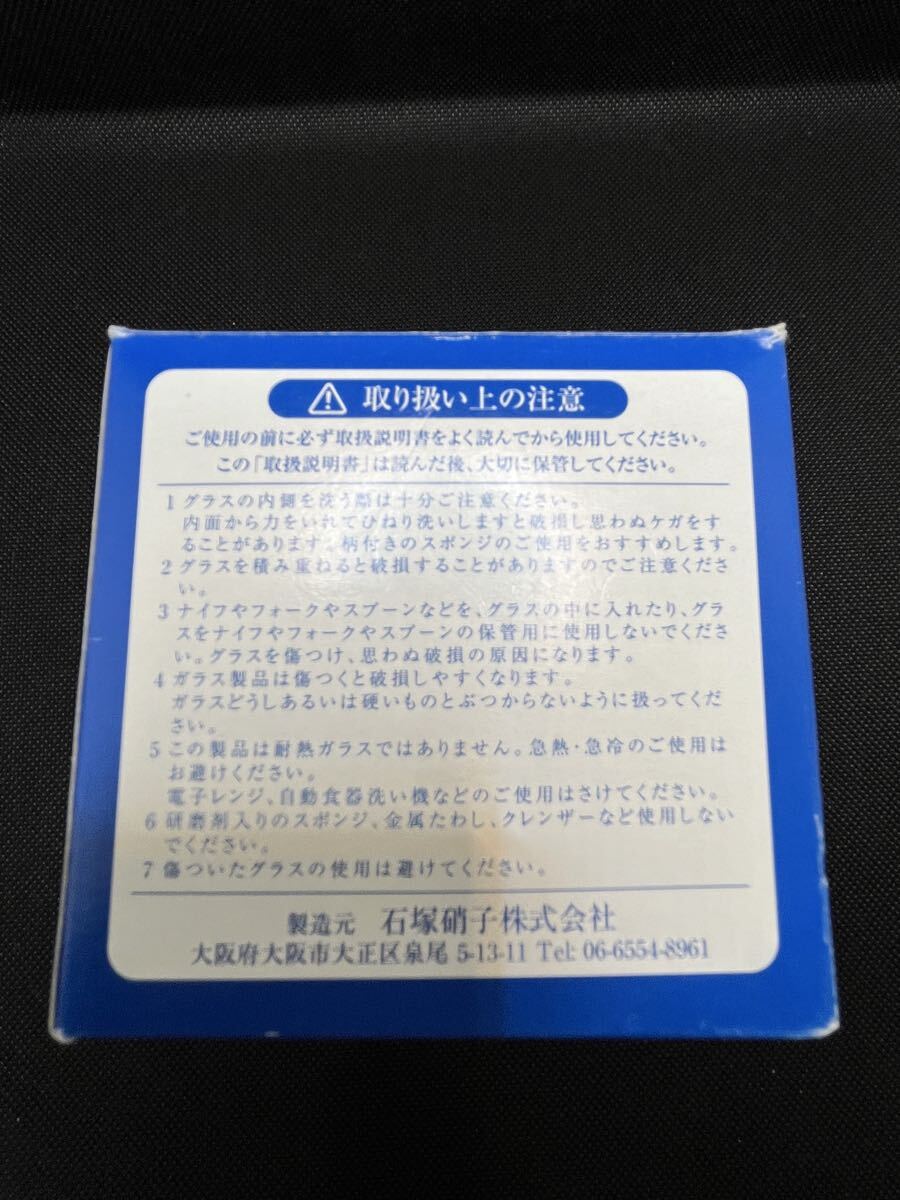 ⚠ 取り扱い上の注意
ご使用の前に必ず取扱説明書をよく読んでから使用してください。
この「取扱説明書」は読んだ後、大切に保管してください。
1 グラスの内側を洗う際は十分ご注意ください。
内面から力をいれてひねり洗いしますと破損し思わぬケガをす
ることがあります。柄付きのスポンジのご使用をおすすめします。
2 グラスを積み重ねると破損することがありますのでご注意くださ
い。
3 ナイフやフォークやスプーンなどを、グラスの中に入れたり、グラ
スをナイフやフォークやスプーンの保管用に使用しないでくださ
い。グラスを傷つけ、思わぬ破損の原因になります。
4 ガラス製品は傷つくと破損しやすくなります。
ガラスどうしあるいは硬いものとぶつからないように扱ってくだ
さい。
5 この製品は耐熱ガラスではありません。急熱・急冷のご使用は
お避けください。
電子レンジ、自動食器洗い機などのご使用はさけてください。
6 研磨剤入りのスポンジ、金属たわし、クレンザーなど使用しない
でください。
7 傷ついたグラスの使用は避けてください。
製造元 石塚硝子株式会社
大阪府大阪市大正区泉尾 5-13-11 Tel: 06-6554-8961